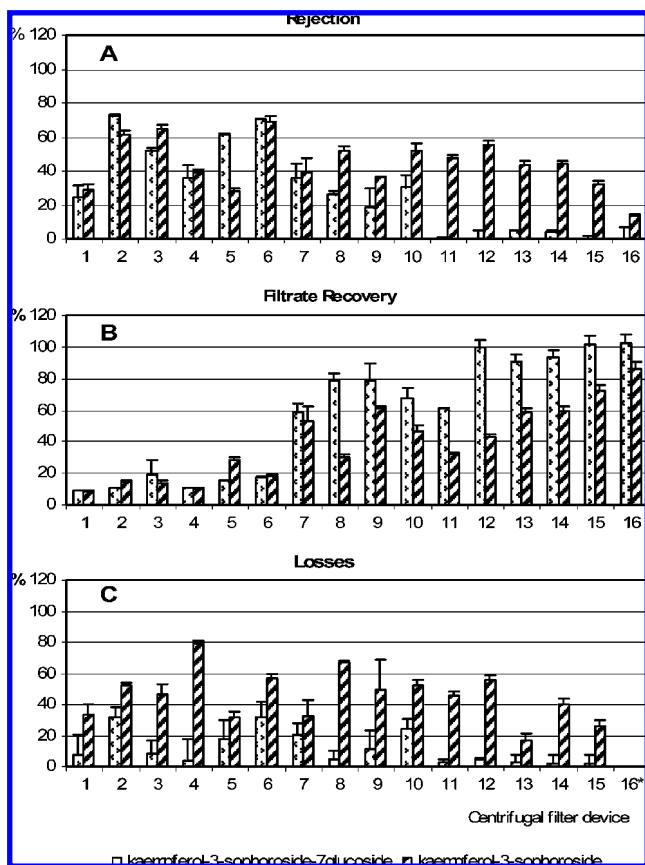 Rejection
% 120
A
100
80
60
40
20
0
1 2 3 4 5 6 7 8 9 10 11 12 13 14 15 16
Filtrate Recovery
% 120
B
100
80
60
40
20
0
1 2 3 4 5 6 7 8 9 10 11 12 13 14 15 16
Losses
% 120
C
100
80
60
40
20
0
1 2 3 4 5 6 7 8 9 10 11 12 13 14 15 16*
Centrifugal filter device
kaempferol-3-sophoroside-7glucoside kaempferol-3-sophoroside